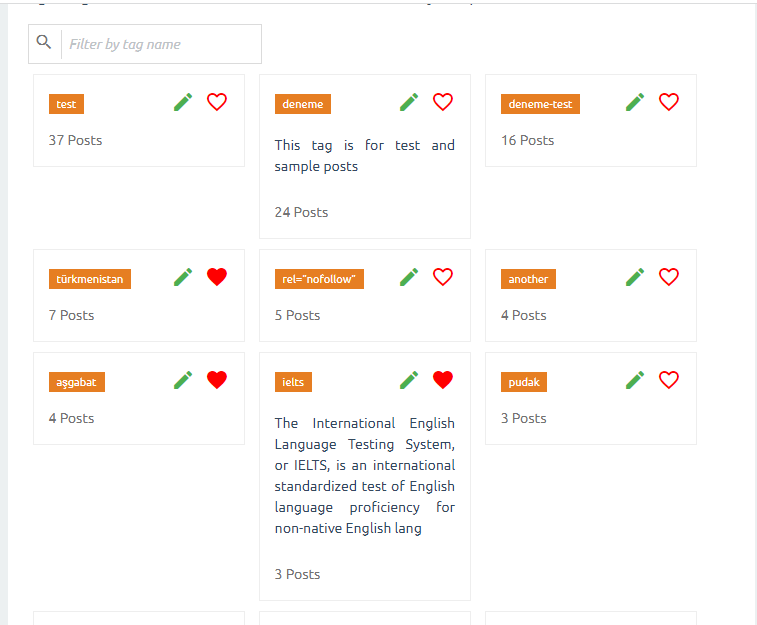 Filter by tag name
test
37 Posts
deneme
This tag is for test and
sample posts
24 Posts
deneme-test
16 Posts
türkmenistan
7 Posts
rel="nofollow"
5 Posts
another
4 Posts
aşgabat
4 Posts
ielts
The International English
Language Testing System,
or IELTS, is an international
standardized test of English
language proficiency for
non-native English lang
3 Posts
pudak
3 Posts